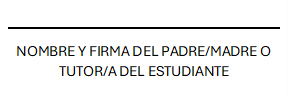 NOMBRE Y FIRMA DEL PADRE/MADRE O
TUTOR/A DEL ESTUDIANTE